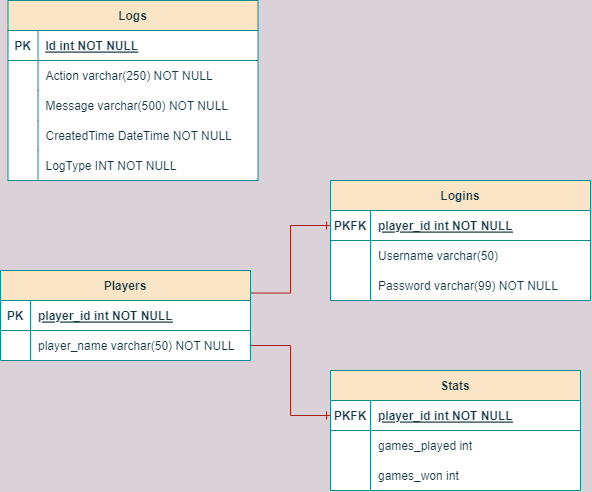 Logs
PK Id int NOT NULL
Action varchar(250) NOT NULL
Message varchar(500) NOT NULL
CreatedTime DateTime NOT NULL
LogType INT NOT NULL
Logins
PKFK player_id int NOT NULL
Username varchar(50)
Password varchar(99) NOT NULL
Players
PK player_id int NOT NULL
player_name varchar(50) NOT NULL
Stats
PKFK player_id int NOT NULL
games_played int
games_won int